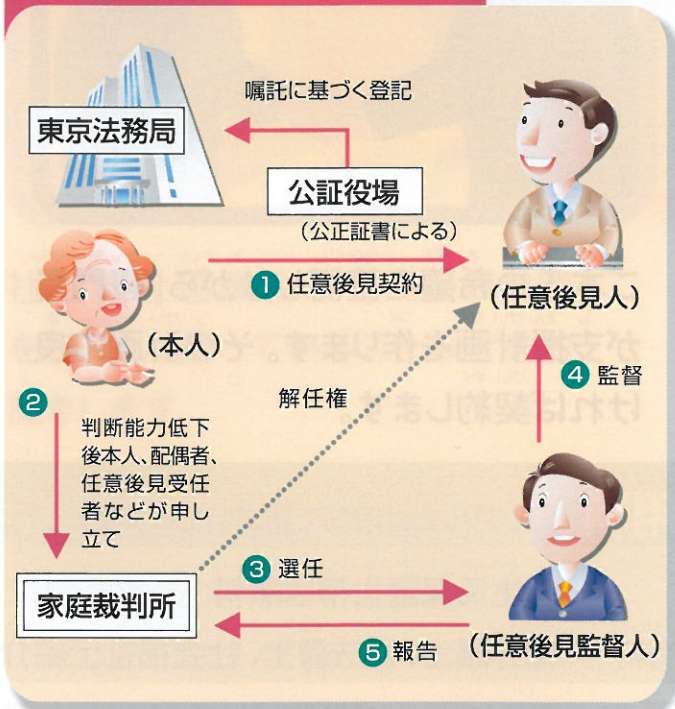 嘱託に基づく登記
東京法務局
公証役場
(公正証書による)
❶ 任意後見契約
(任意後見人)
(本人)
❷
判断能力低下
後本人、配偶者、
任意後見受任
者などが申し
立て
解任権
❹ 監督
❸ 選任
家庭裁判所
❺ 報告
(任意後見監督人)